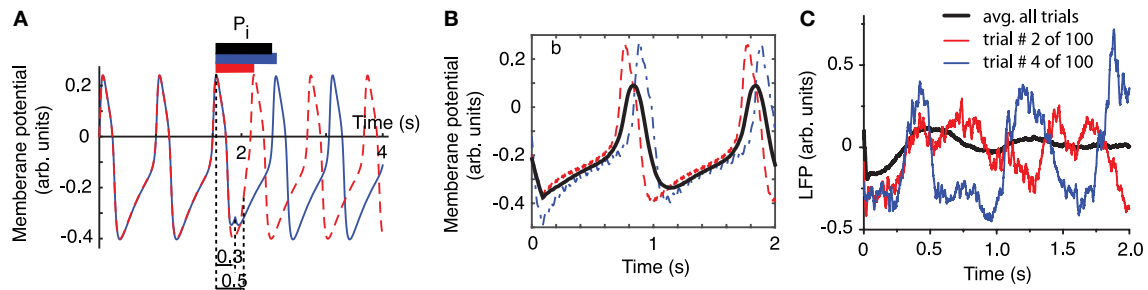 A
P i
Memberane potential
(arb. units)
0.2
0
-0.2
-0.4
Time (s)
2
4
0.3
0.5
B
b
Memberane potential
(arb. units)
0.2
0
-0.2
-0.4
0
1
2
Time (s)
C
avg. all trials
trial # 2 of 100
trial # 4 of 100
LFP (arb. units)
0.5
0
-0.5
0
0.5
1.0
1.5
2.0
Time (s)